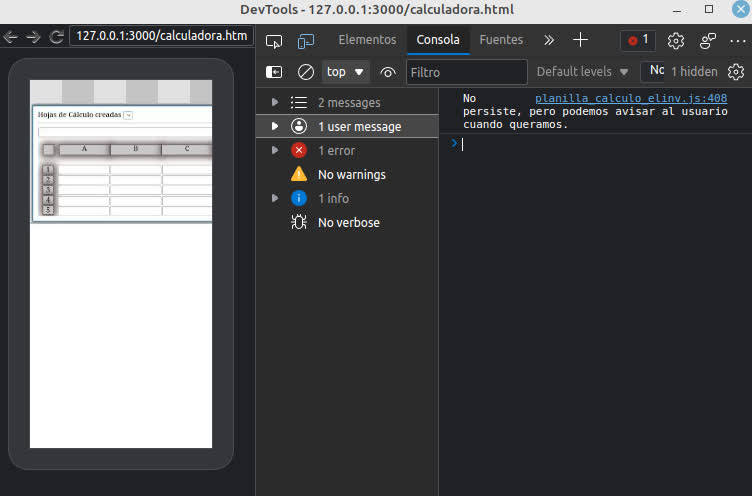 DevTools - 127.0.0.1:3000/calculadora.html
127.0.0.1:3000/calculadora.htm
Elementos
Consola
Fuentes
1
top
Filtro
Default levels
No
1 hidden
Hojas de Cálculo creadas
A B C
1
2
3
4
5
2 messages
1 user message
1 error
No warnings
1 info
No verbose
No planilla_calculo_elinv.js:408
persiste, pero podemos avisar al usuario
cuando queramos.